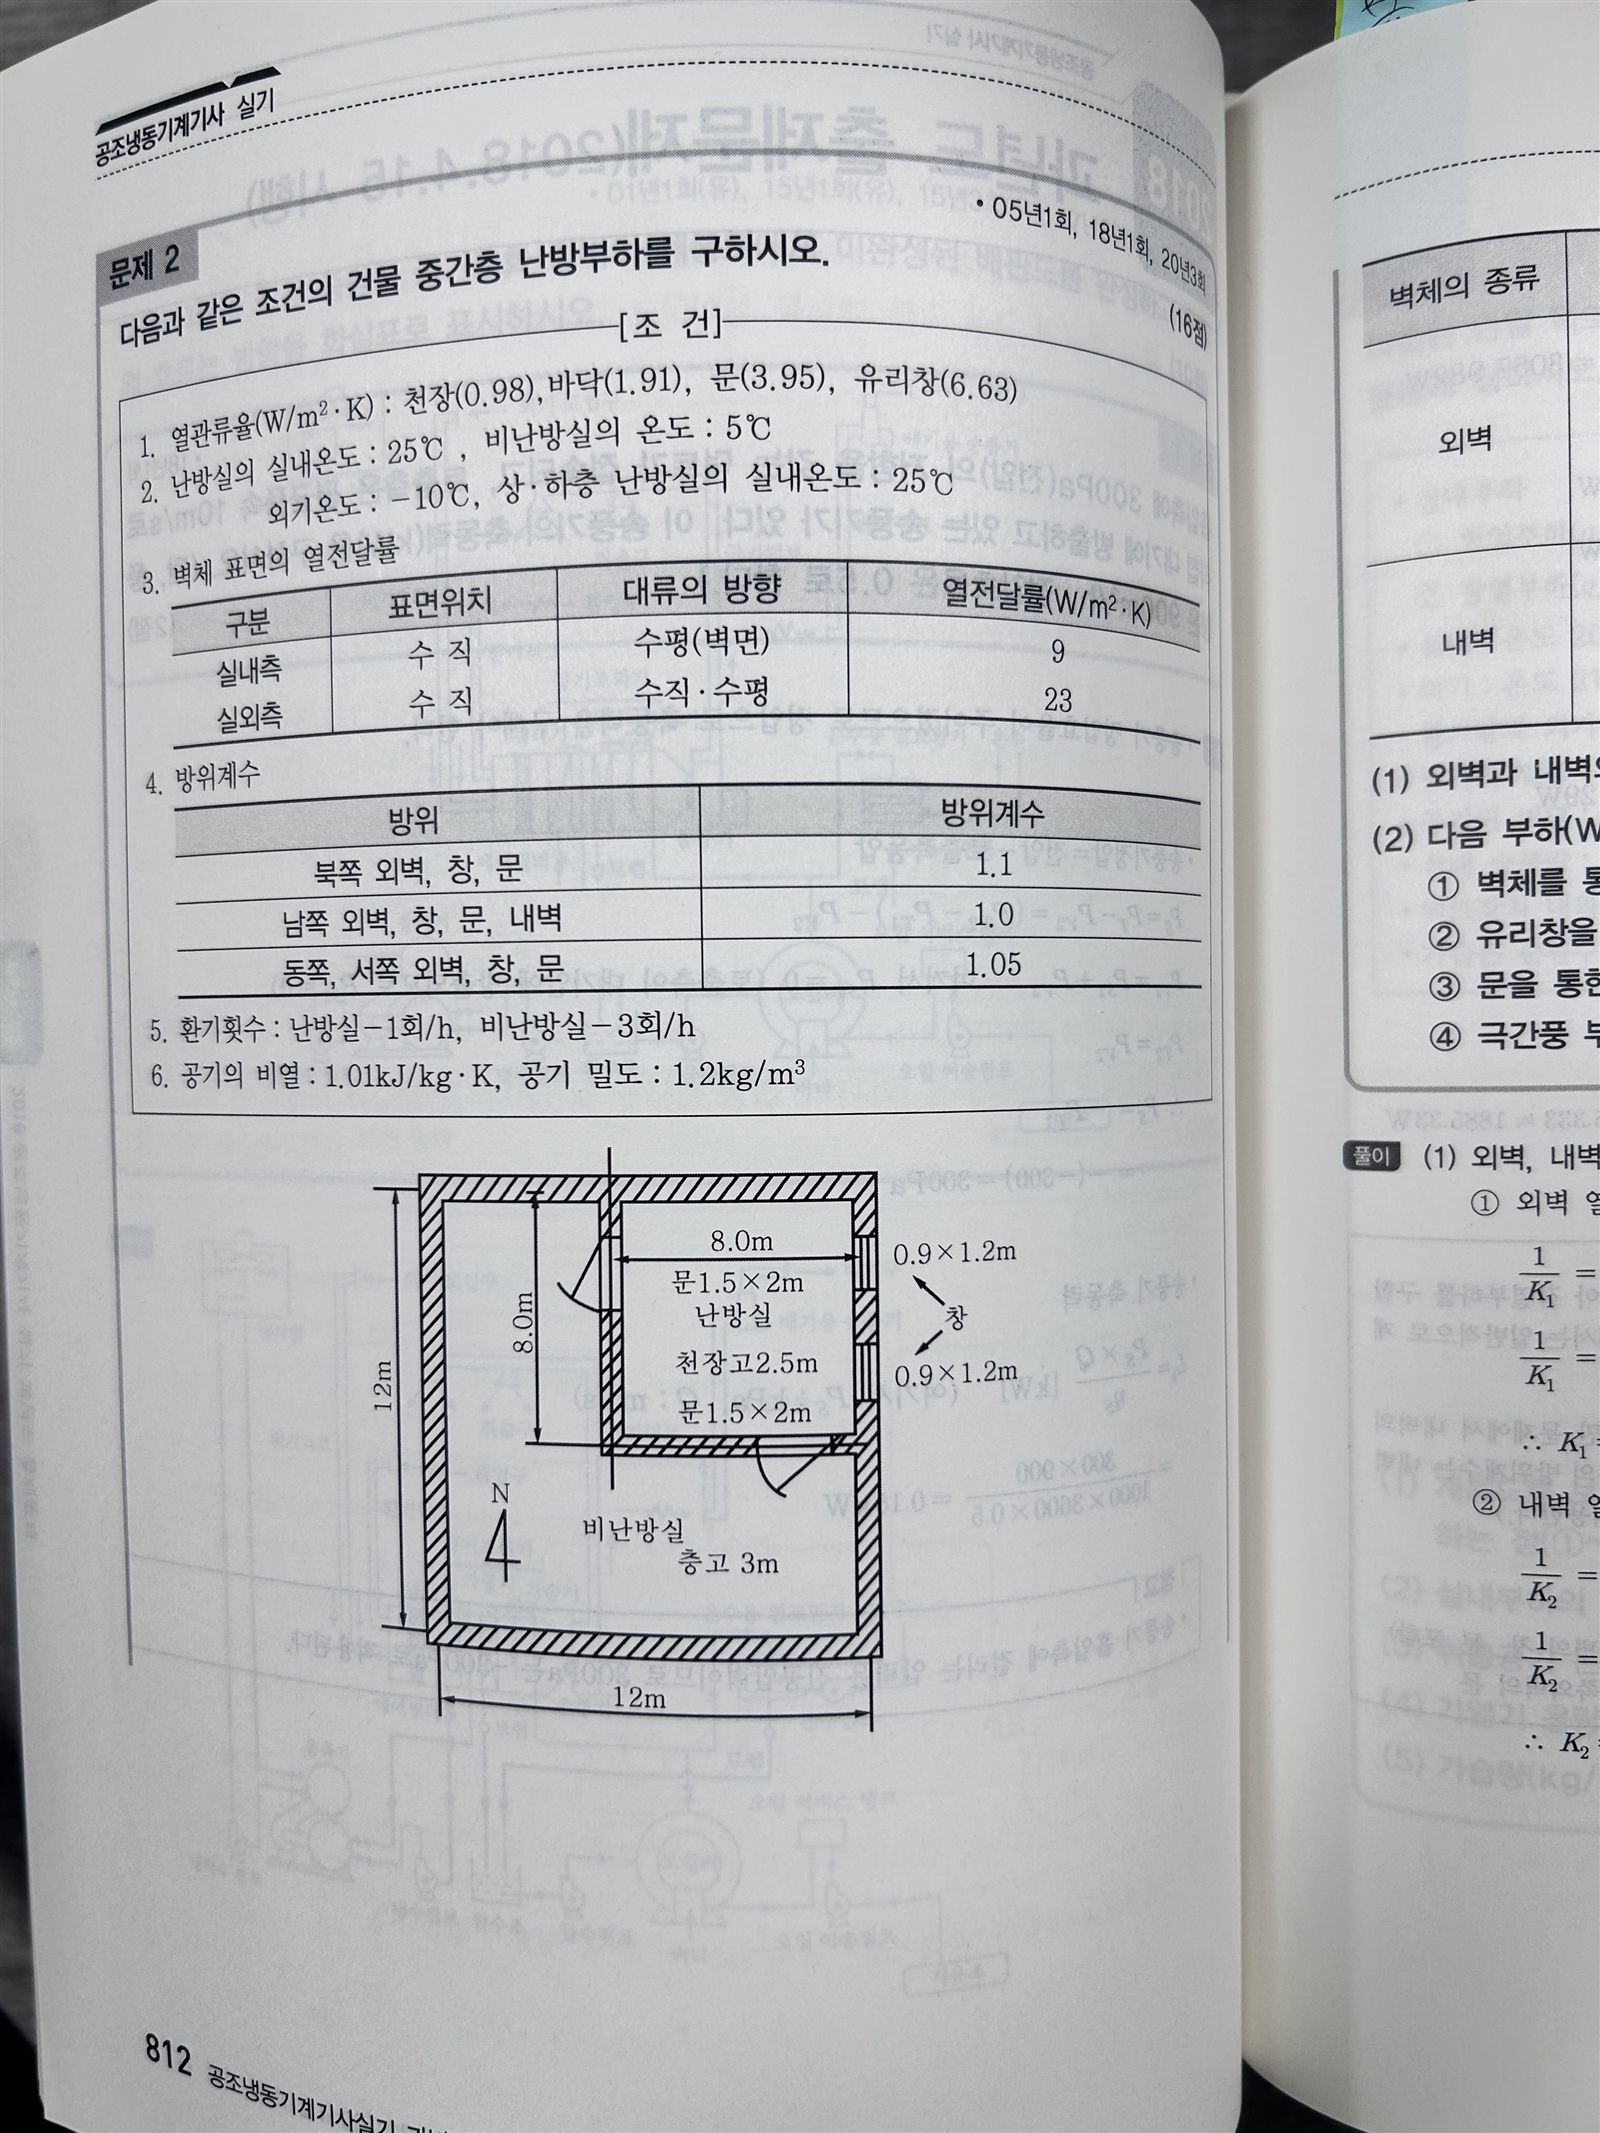 공조냉동기계기사 실기
• 05년1회, 18년1회, 20년3회
문제 2
다음과 같은 조건의 건물 중간층 난방부하를 구하시오.
(16점)
[조 건]
1. 열관류율(W/m²·K) : 천장(0.98), 바닥(1.91), 문(3.95), 유리창(6.63)
2. 난방실의 실내온도 : 25℃, 비난방실의 온도 : 5℃
외기온도 : -10℃, 상·하층 난방실의 실내온도 : 25℃
3. 벽체 표면의 열전달률
구분 표면위치 대류의 방향 열전달률(W/m²·K)
실내측 수 직 수평(벽면) 9
실외측 수 직 수직·수평 23
4. 방위계수
방위 방위계수
북쪽 외벽, 창, 문 1.1
남쪽 외벽, 창, 문, 내벽 1.0
동쪽, 서쪽 외벽, 창, 문 1.05
5. 환기횟수 : 난방실-1회/h, 비난방실-3회/h
6. 공기의 비열 : 1.01kJ/kg·K, 공기 밀도 : 1.2kg/m³
8.0m
0.9×1.2m
문1.5×2m
난방실
창
8.0m
천장고2.5m
0.9×1.2m
12m
문1.5×2m
N
비난방실
층고 3m
12m
812 공조냉동기계기사실기
벽체의 종류
외벽
내벽
(1) 외벽과 내벽의
(2) 다음 부하(W
① 벽체를 통
② 유리창을
③ 문을 통한
④ 극간풍 부
풀이 (1) 외벽, 내벽
① 외벽 열
1/K₁ =
1/K₁ =
∴ K₁ =
② 내벽 열
1/K₂ =
1/K₂ =
∴ K₂ =